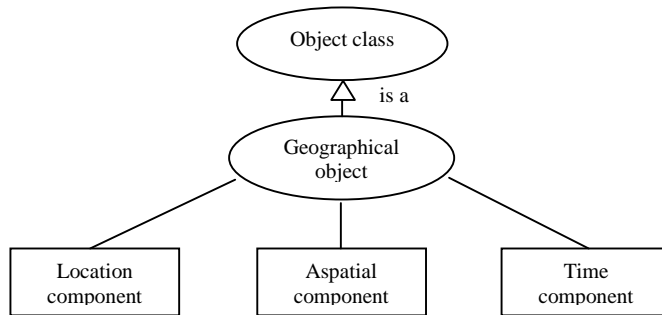 Object class
is a
Geographical
object
Location
component
Aspatial
component
Time
component